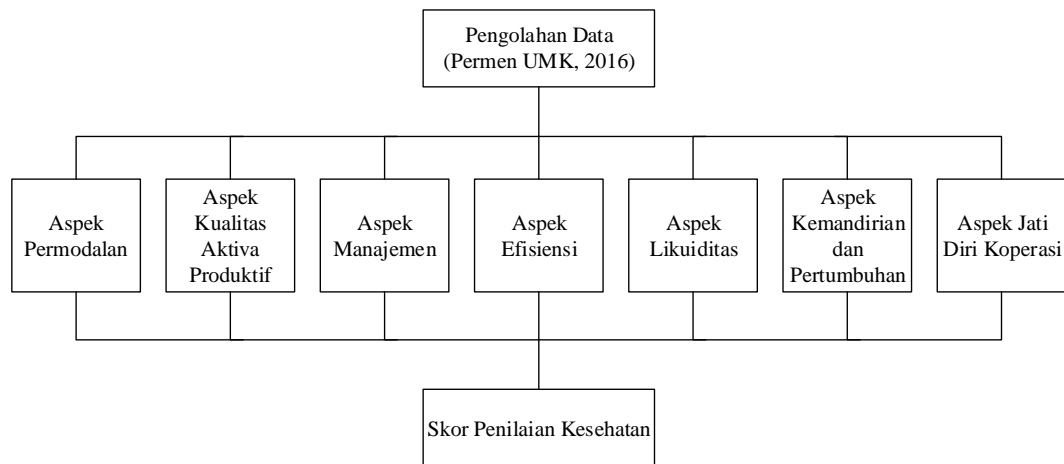 Pengolahan Data
(Permen UMK, 2016)
Aspek
Permodalan
Aspek
Kualitas
Aktiva
Produktif
Aspek
Manajemen
Aspek
Efisiensi
Aspek
Likuiditas
Aspek
Kemandirian
dan
Pertumbuhan
Aspek Jati
Diri Koperasi
Skor Penilaian Kesehatan